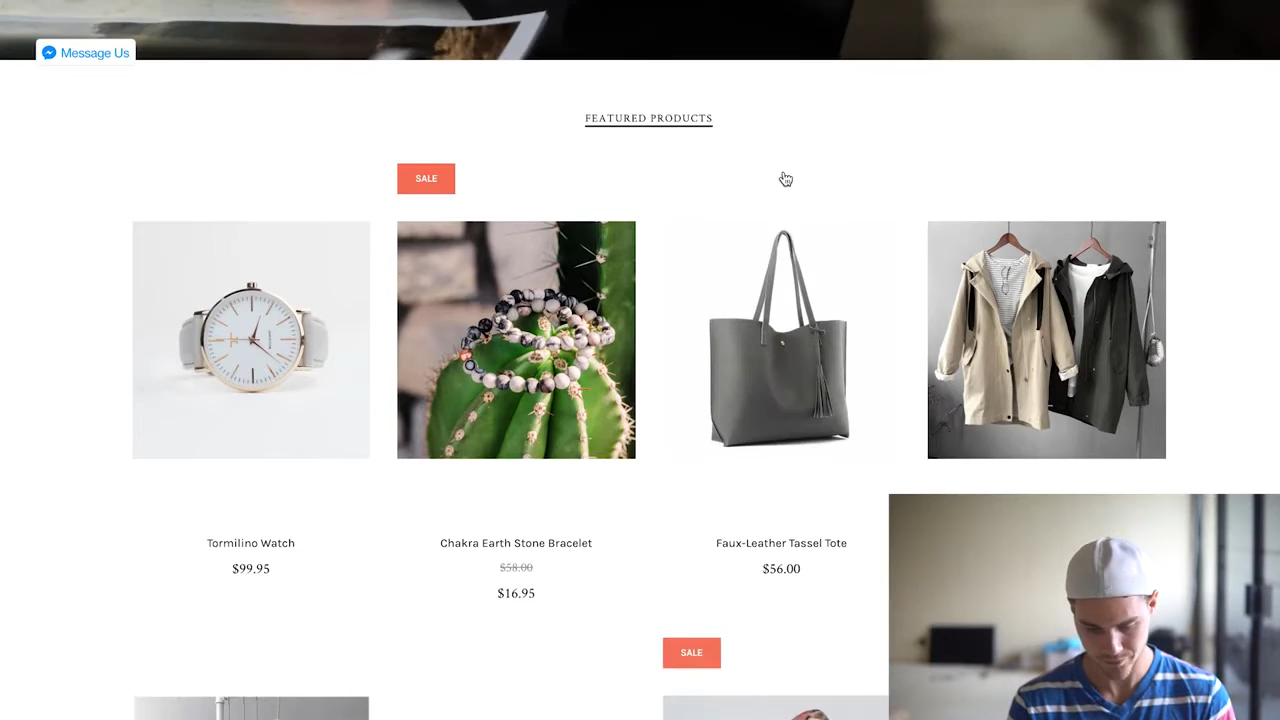 Message Us
FEATURED PRODUCTS
SALE
Tormilino Watch
$99.95
Chakra Earth Stone Bracelet
$58.00
$16.95
Faux-Leather Tassel Tote
$56.00
SALE